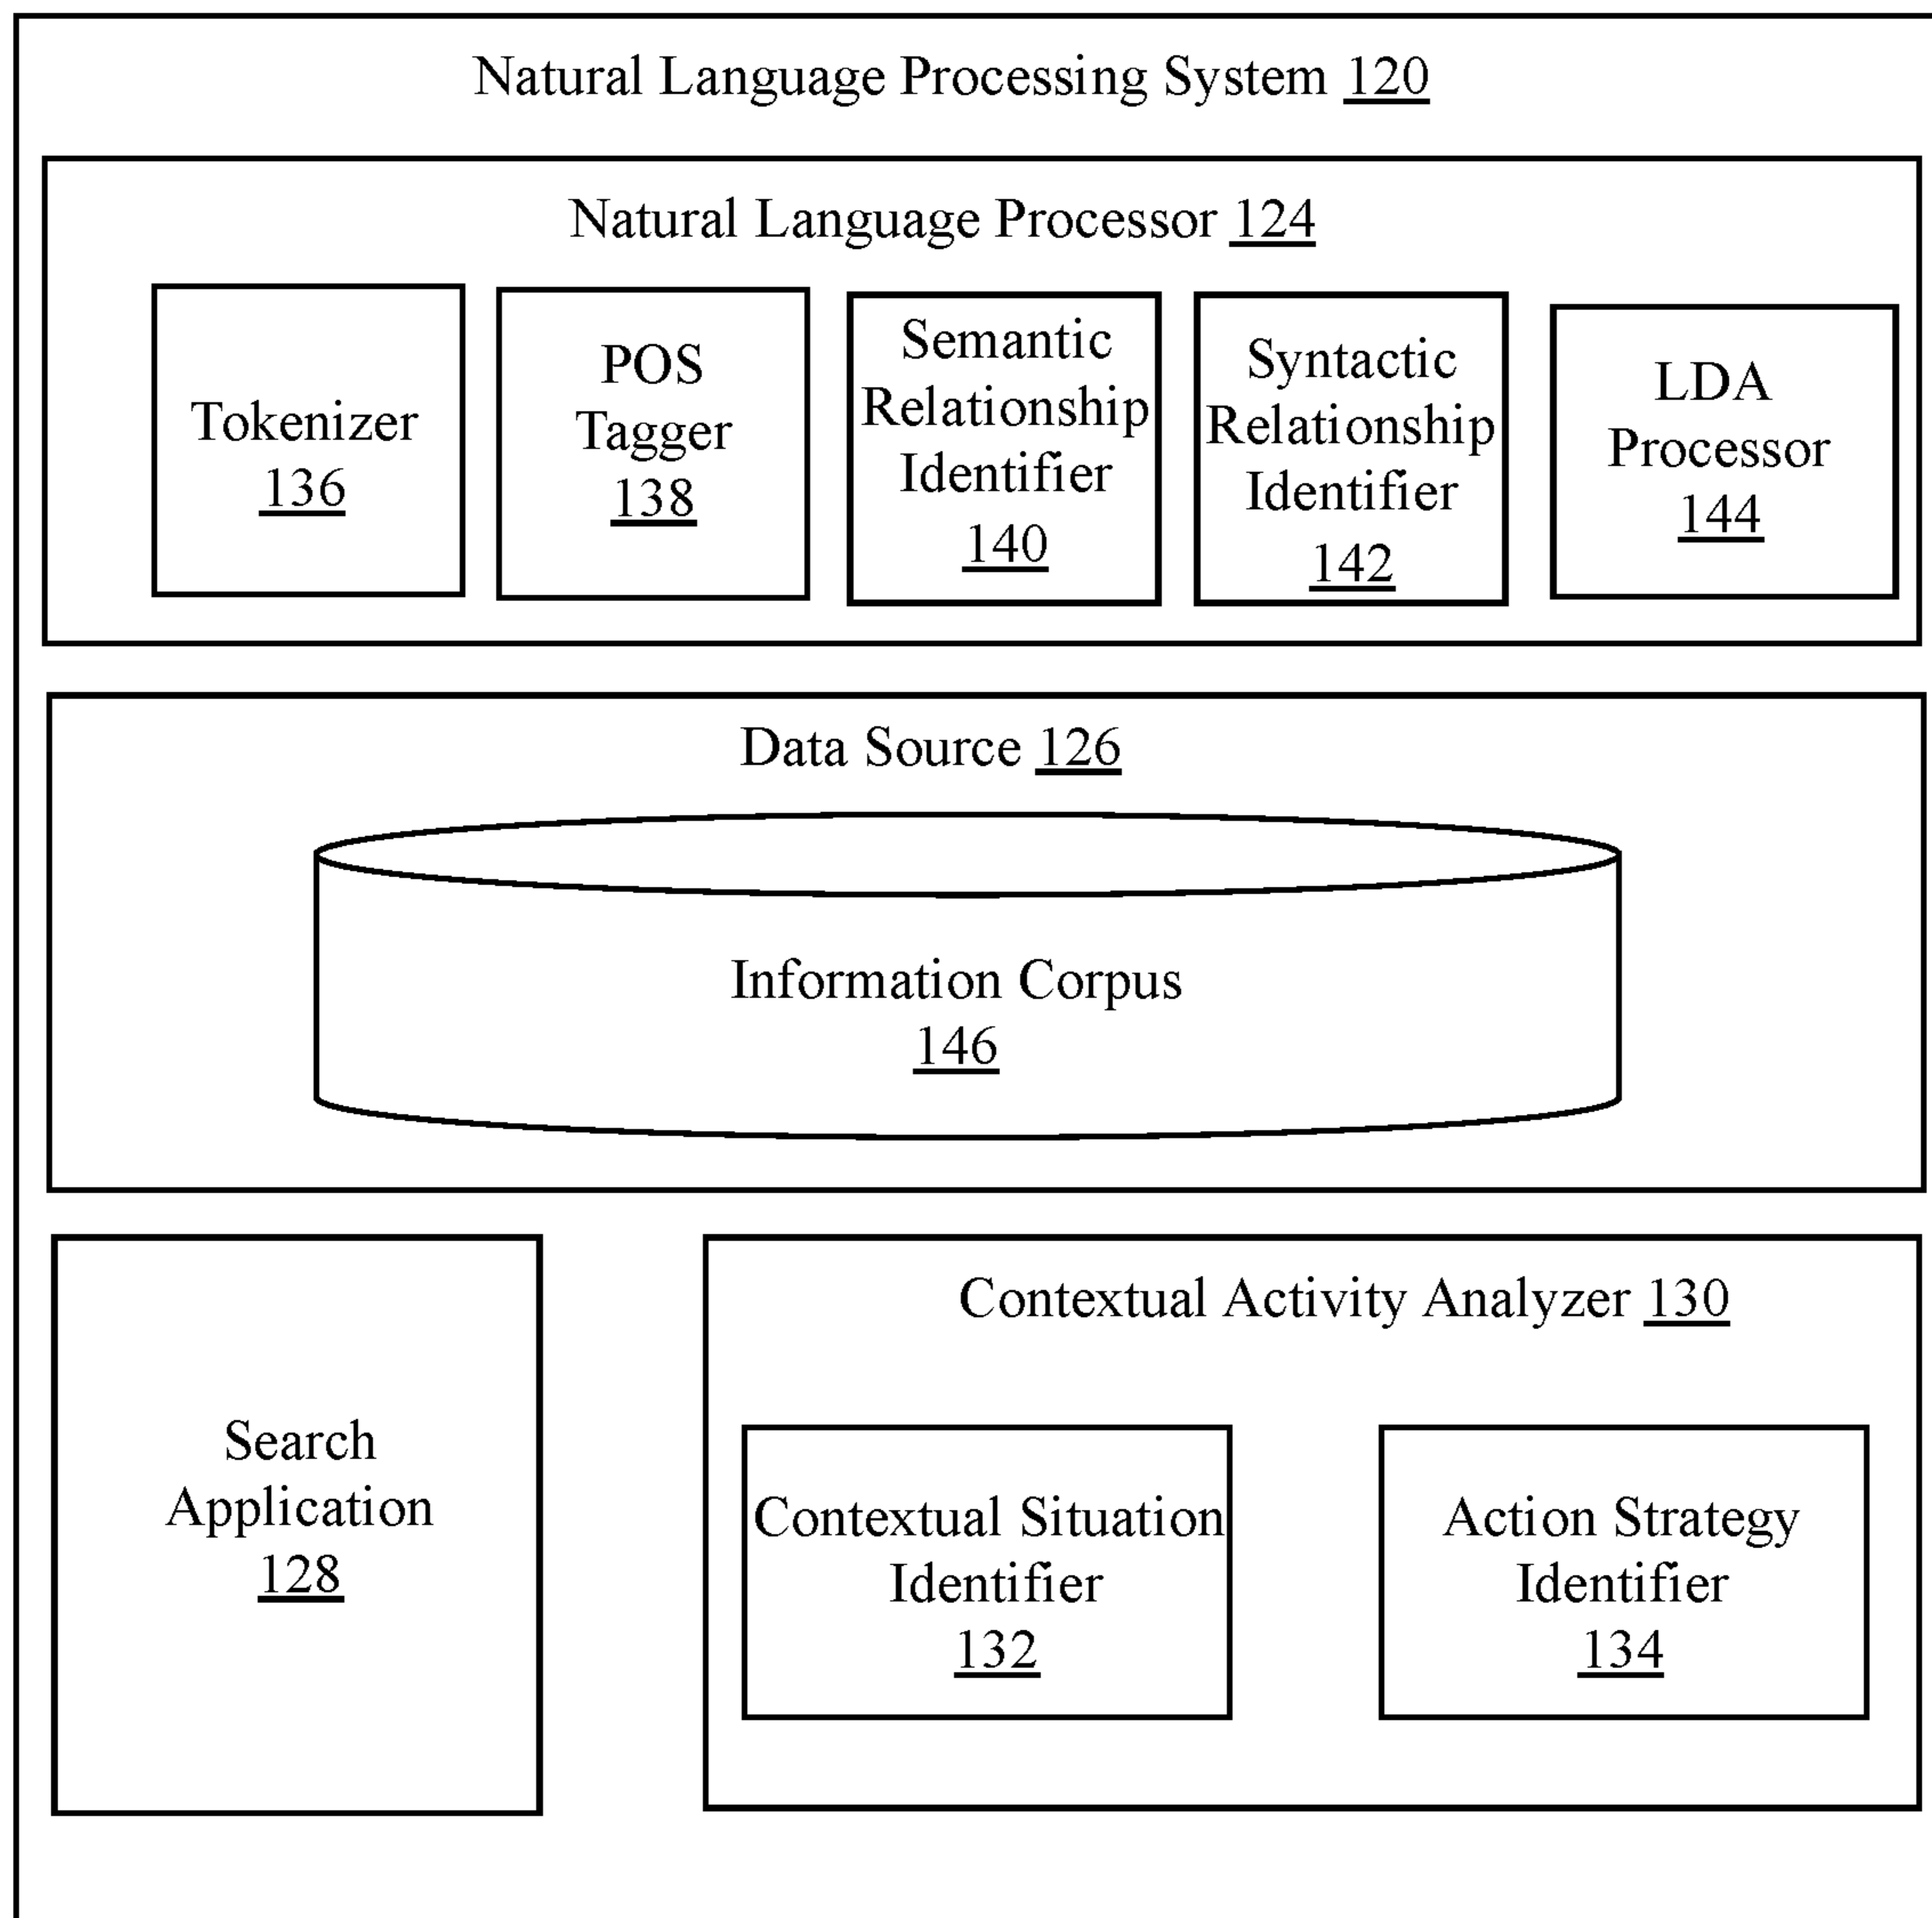 Natural Language Processing System 120
Natural Language Processor 124
Tokenizer
136
POS
Tagger
138
Semantic
Relationship
Identifier
140
Syntactic
Relationship
Identifier
142
LDA
Processor
144
Data Source 126
Information Corpus
146
Search
Application
128
Contextual Activity Analyzer 130
Contextual Situation
Identifier
132
Action Strategy
Identifier
134